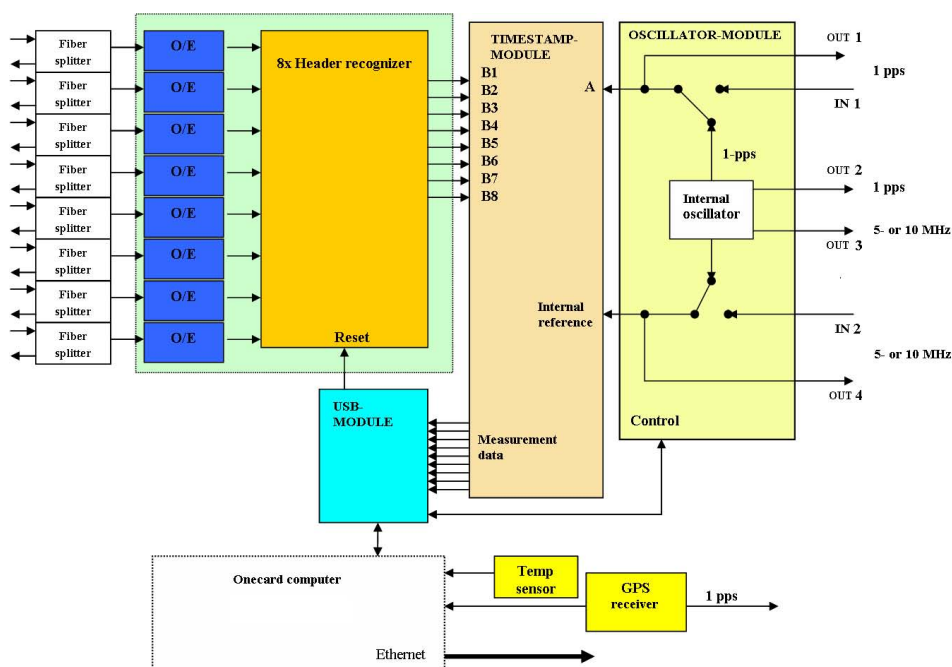 Fiber
splitter
Fiber
splitter
Fiber
splitter
Fiber
splitter
Fiber
splitter
Fiber
splitter
Fiber
splitter
Fiber
splitter
O/E
O/E
O/E
O/E
O/E
O/E
O/E
O/E
8x Header recognizer
Reset
TIMESTAMP-
MODULE
B1
B2
B3
B4
B5
B6
B7
B8
A
Internal
reference
Measurement
data
OSCILLATOR-MODULE
1-pps
Internal
oscillator
Control
OUT 1
1 pps
IN 1
OUT 2
1 pps
5- or 10 MHz
OUT 3
IN 2
5- or 10 MHz
OUT 4
USB-
MODULE
Onecard computer
Ethernet
Temp
sensor
GPS
receiver
1 pps